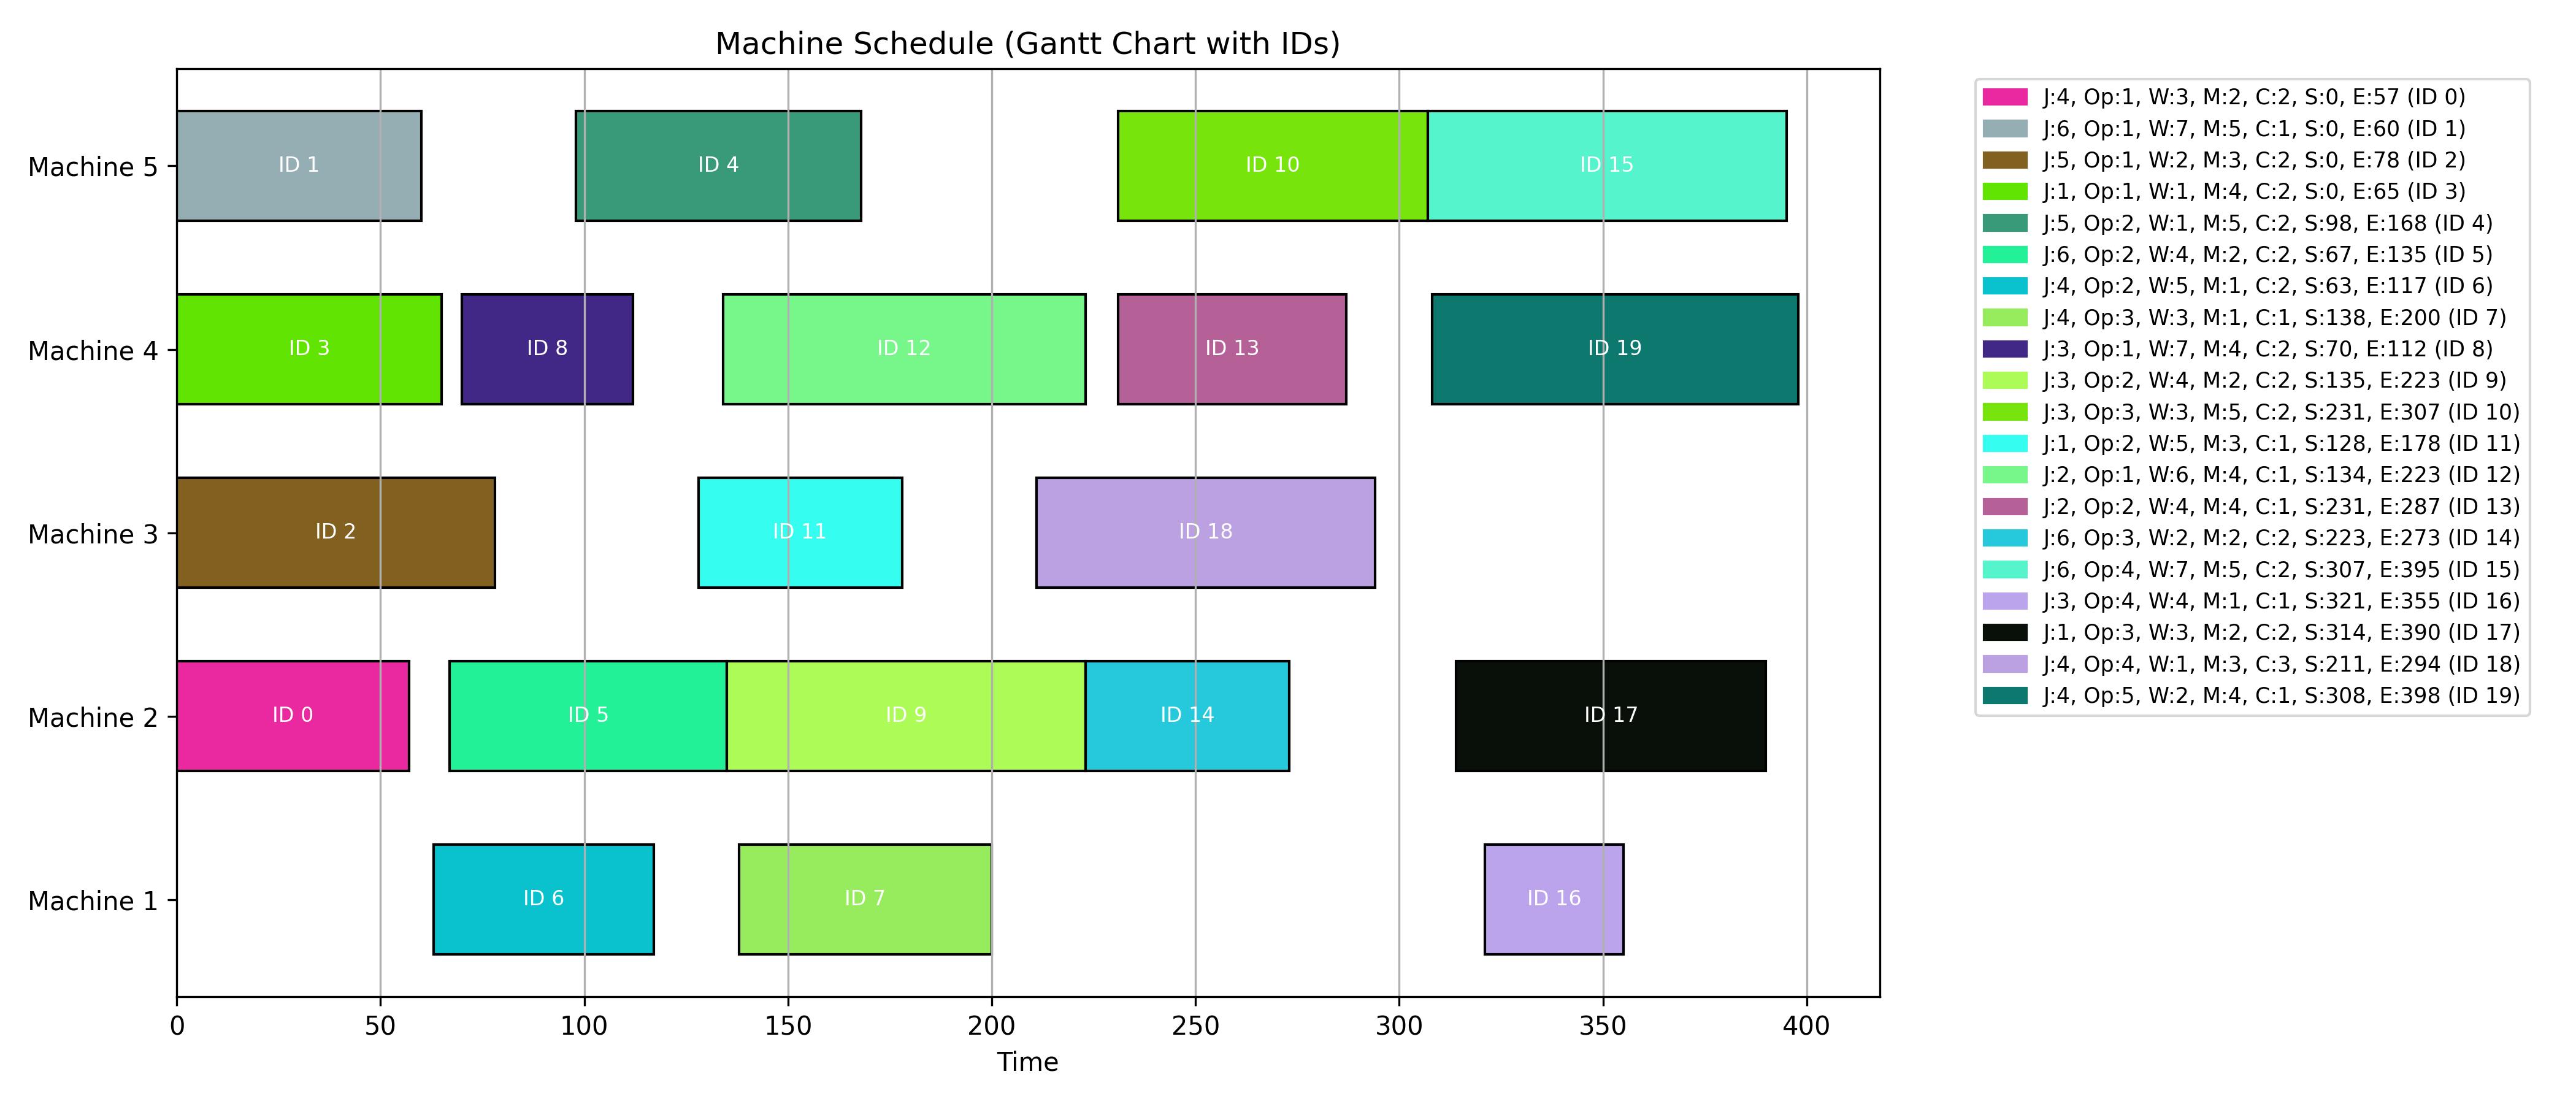 Machine Schedule (Gantt Chart with IDs)
Machine 5
ID 1
ID 4
ID 10
ID 15
Machine 4
ID 3
ID 8
ID 12
ID 13
ID 19
Machine 3
ID 2
ID 11
ID 18
Machine 2
ID 0
ID 5
ID 9
ID 14
ID 17
Machine 1
ID 6
ID 7
ID 16
0 50 100 150 200 250 300 350 400
Time
J:4, Op:1, W:3, M:2, C:2, S:0, E:57 (ID 0)
J:6, Op:1, W:7, M:5, C:1, S:0, E:60 (ID 1)
J:5, Op:1, W:2, M:3, C:2, S:0, E:78 (ID 2)
J:1, Op:1, W:1, M:4, C:2, S:0, E:65 (ID 3)
J:5, Op:2, W:1, M:5, C:2, S:98, E:168 (ID 4)
J:6, Op:2, W:4, M:2, C:2, S:67, E:135 (ID 5)
J:4, Op:2, W:5, M:1, C:2, S:63, E:117 (ID 6)
J:4, Op:3, W:3, M:1, C:1, S:138, E:200 (ID 7)
J:3, Op:1, W:7, M:4, C:2, S:70, E:112 (ID 8)
J:3, Op:2, W:4, M:2, C:2, S:135, E:223 (ID 9)
J:3, Op:3, W:3, M:5, C:2, S:231, E:307 (ID 10)
J:1, Op:2, W:5, M:3, C:1, S:128, E:178 (ID 11)
J:2, Op:1, W:6, M:4, C:1, S:134, E:223 (ID 12)
J:2, Op:2, W:4, M:4, C:1, S:231, E:287 (ID 13)
J:6, Op:3, W:2, M:2, C:2, S:223, E:273 (ID 14)
J:6, Op:4, W:7, M:5, C:2, S:307, E:395 (ID 15)
J:3, Op:4, W:4, M:1, C:1, S:321, E:355 (ID 16)
J:1, Op:3, W:3, M:2, C:2, S:314, E:390 (ID 17)
J:4, Op:4, W:1, M:3, C:3, S:211, E:294 (ID 18)
J:4, Op:5, W:2, M:4, C:1, S:308, E:398 (ID 19)